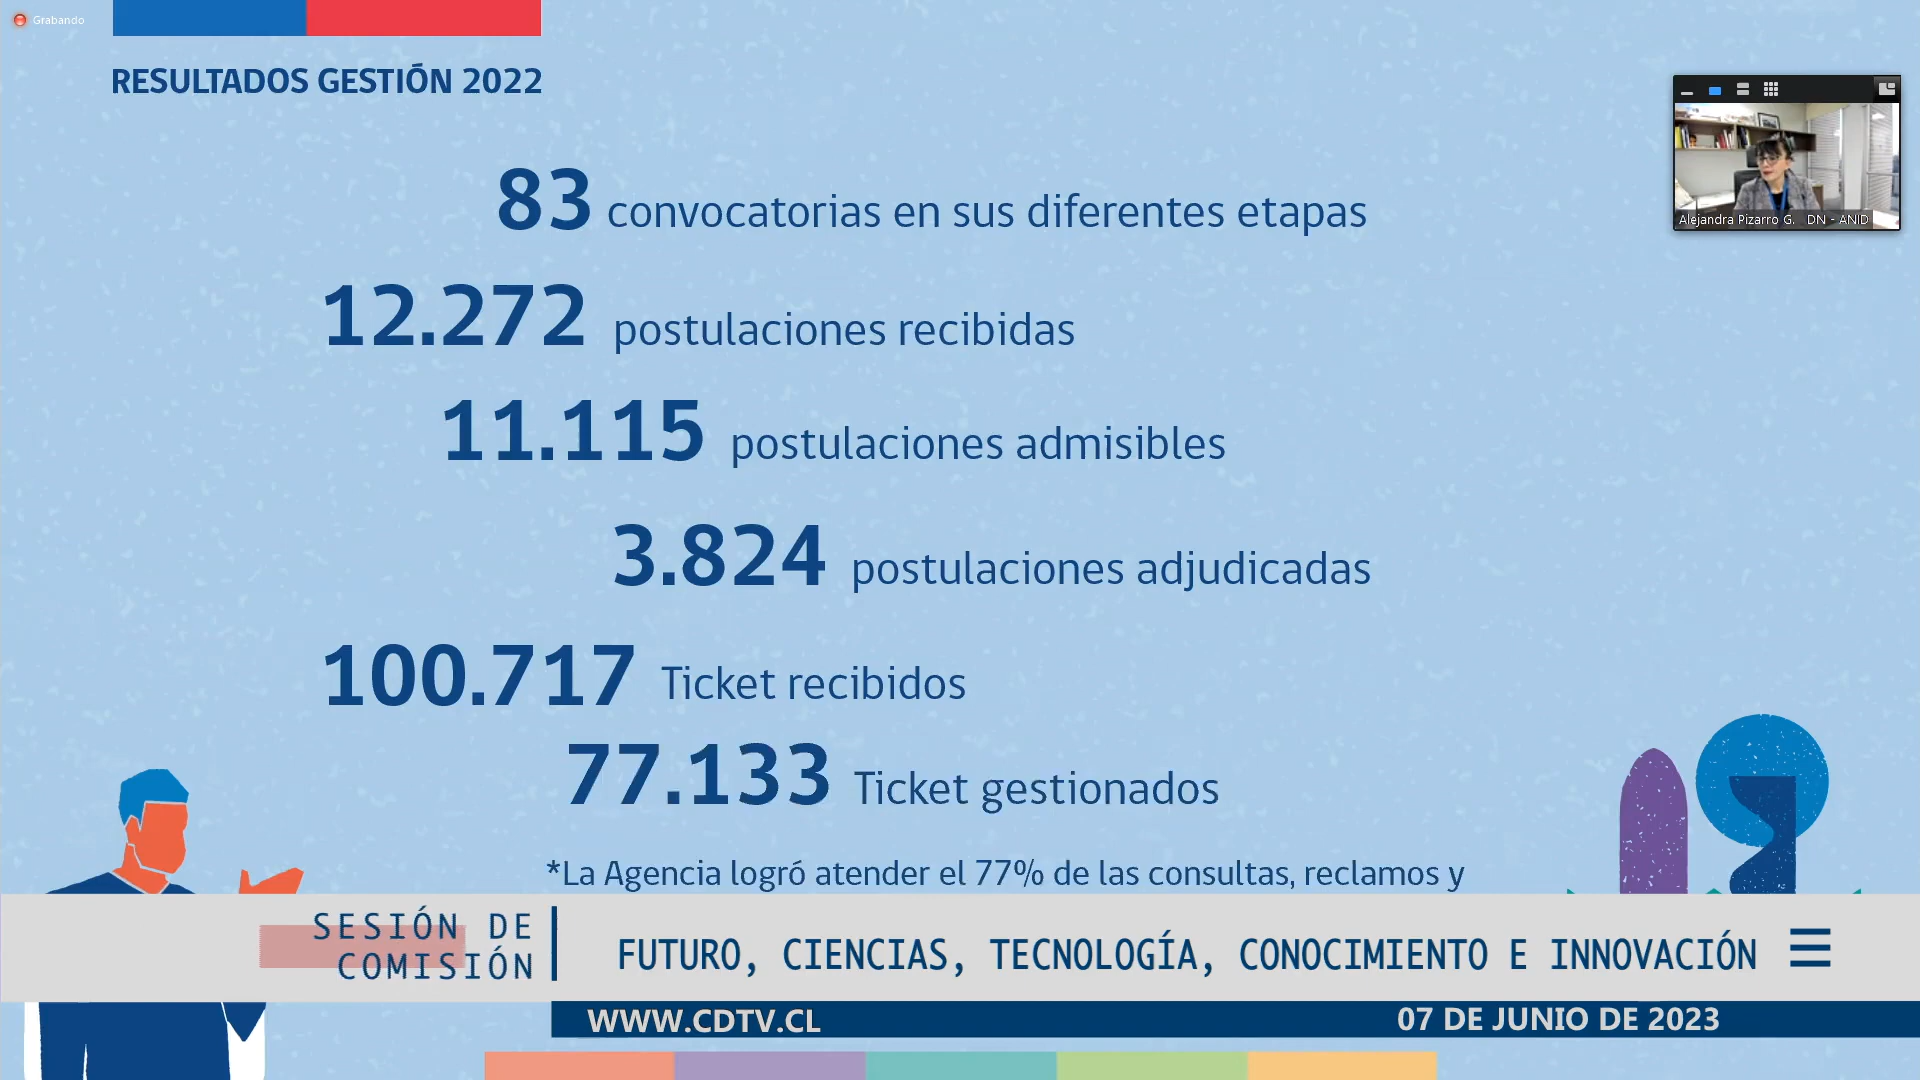 Grabando
RESULTADOS GESTIÓN 2022
83 convocatorias en sus diferentes etapas
Alejandra Pizarro G. DN - ANID
12.272 postulaciones recibidas
11.115 postulaciones admisibles
3.824 postulaciones adjudicadas
100.717 Ticket recibidos
77.133 Ticket gestionados
*La Agencia logró atender el 77% de las consultas, reclamos y
SESIÓN DE
COMISIÓN
FUTURO, CIENCIAS, TECNOLOGÍA, CONOCIMIENTO E INNOVACIÓN
WWW.CDTV.CL
07 DE JUNIO DE 2023